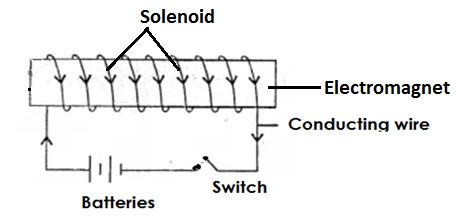 Solenoid
Electromagnet
Conducting wire
Switch
Batteries